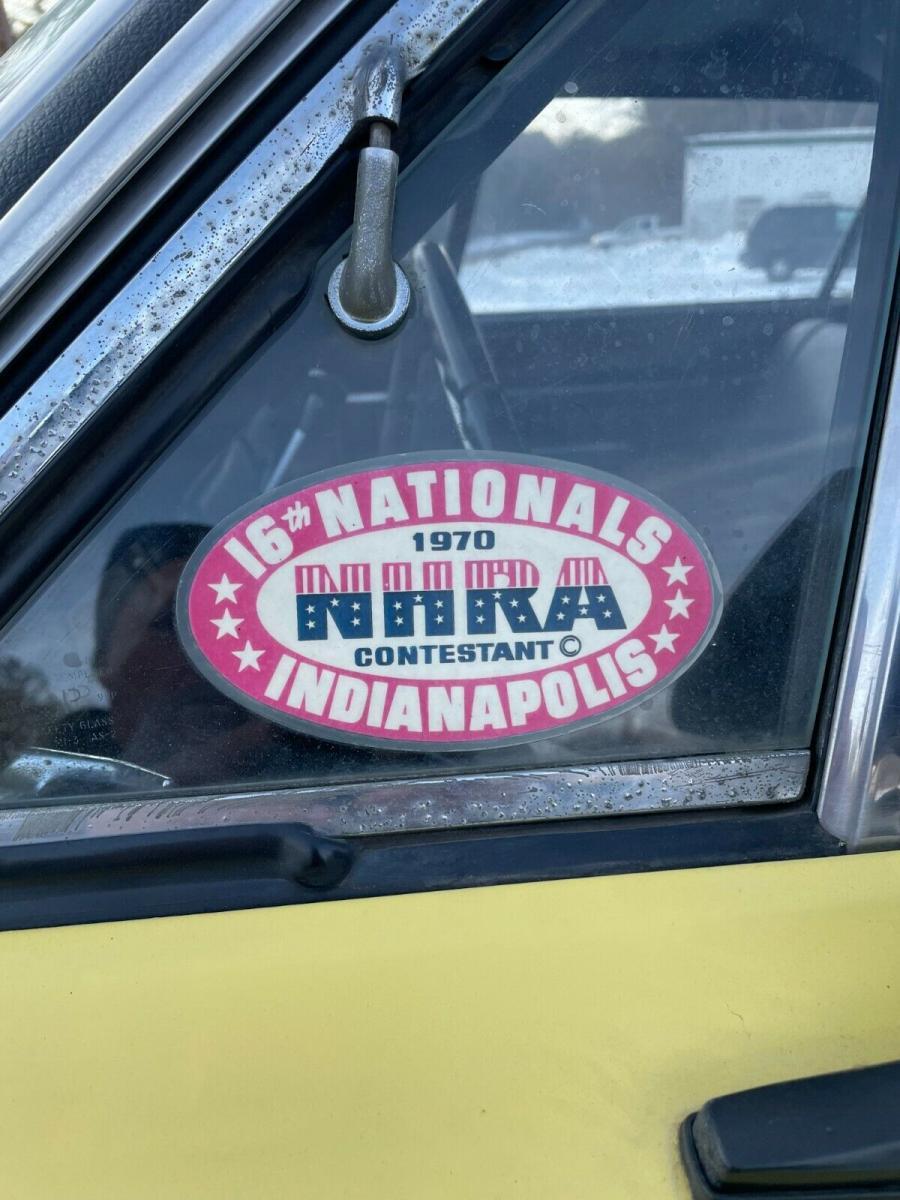 16th NATIONALS
1970
NHRA
CONTESTANT ©
INDIANAPOLIS